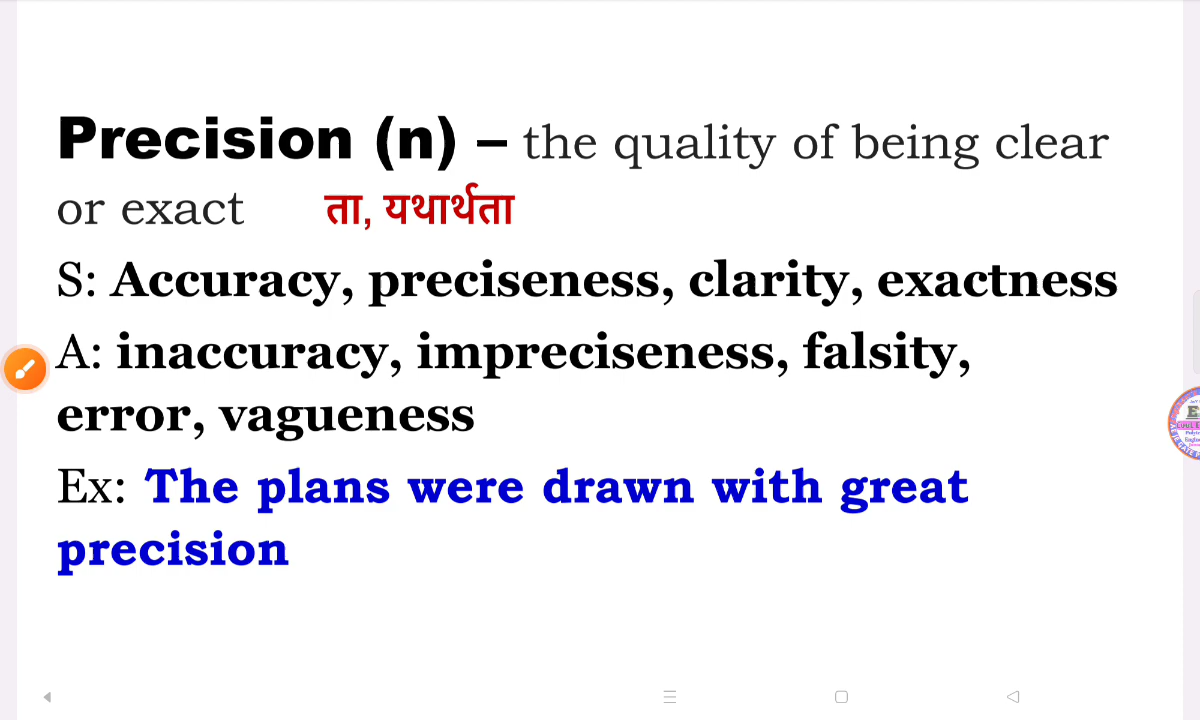 Precision (n) – the quality of being clear
or exact ता, यथार्थता
S: Accuracy, preciseness, clarity, exactness
A: inaccuracy, impreciseness, falsity,
error, vagueness
Ex: The plans were drawn with great
precision